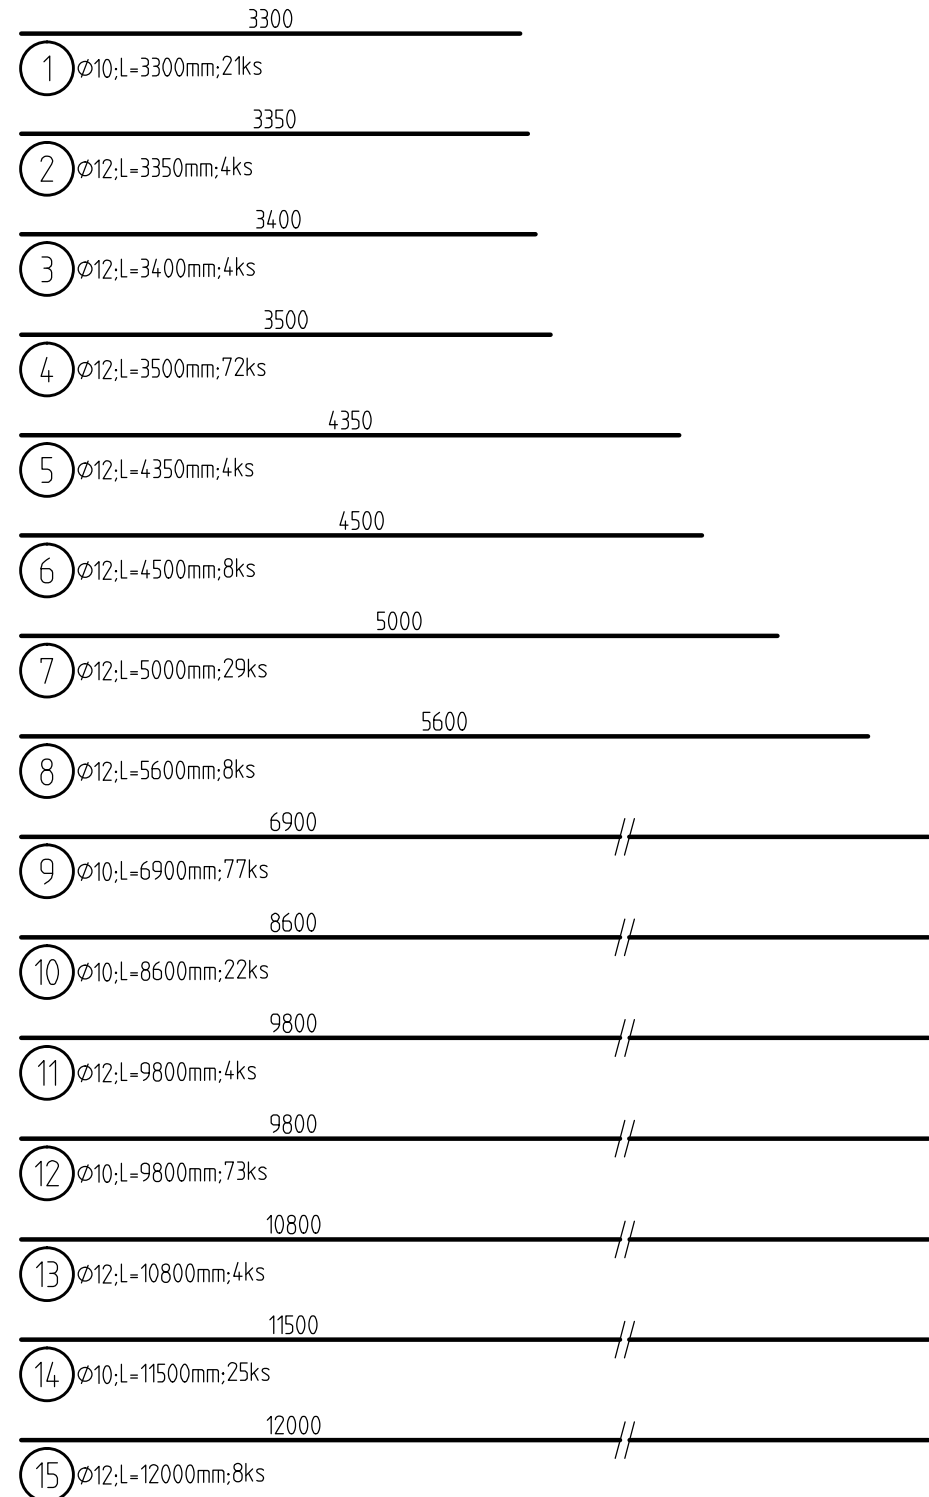 3300
1 Ø10;L=3300mm;21ks
3350
2 Ø12;L=3350mm;4ks
3400
3 Ø12;L=3400mm;4ks
3500
4 Ø12;L=3500mm;72ks
4350
5 Ø12;L=4350mm;4ks
4500
6 Ø12;L=4500mm;8ks
5000
7 Ø12;L=5000mm;29ks
5600
8 Ø12;L=5600mm;8ks
6900
9 Ø10;L=6900mm;77ks
8600
10 Ø10;L=8600mm;22ks
9800
11 Ø12;L=9800mm;4ks
9800
12 Ø10;L=9800mm;73ks
10800
13 Ø12;L=10800mm;4ks
11500
14 Ø10;L=11500mm;25ks
12000
15 Ø12;L=12000mm;8ks